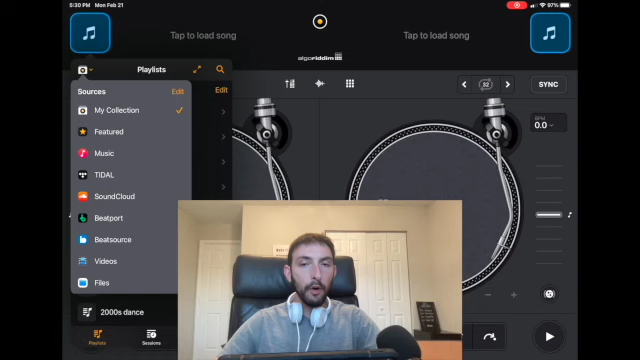 5:30 PM Mon Feb 21
97%
Tap to load song
Tap to load song
algoriddim
Playlists
Edit
Sources
Edit
My Collection
Featured
Music
TIDAL
SoundCloud
Beatport
Beatsource
Videos
Files
2000s dance
Playlists
Sessions
32
SYNC
BPM
0.0